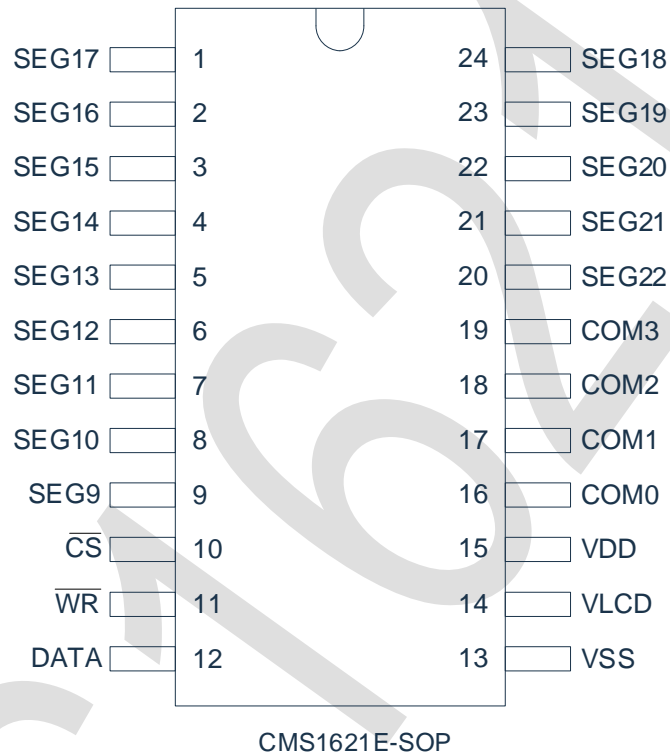 SEG17 1 24 SEG18
SEG16 2 23 SEG19
SEG15 3 22 SEG20
SEG14 4 21 SEG21
SEG13 5 20 SEG22
SEG12 6 19 COM3
SEG11 7 18 COM2
SEG10 8 17 COM1
SEG9 9 16 COM0
C̅S̅ 10 15 VDD
W̅R̅ 11 14 VLCD
DATA 12 13 VSS
CMS1621E-SOP